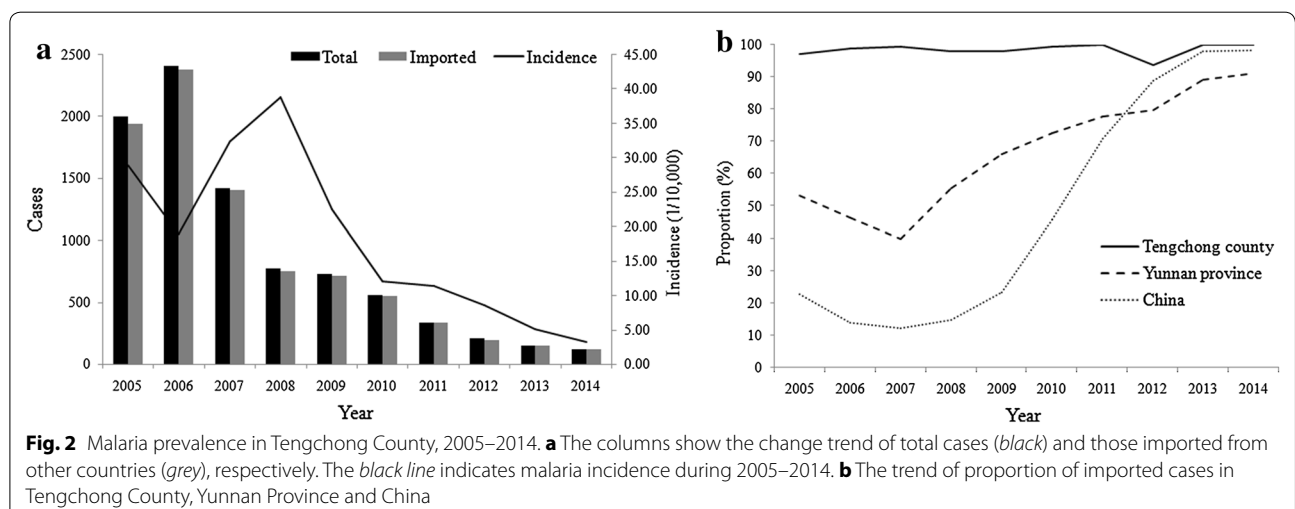 a
Total Imported Incidence
2500 45.00
40.00
2000 35.00
30.00
1500 25.00
1000 20.00
15.00
500 10.00
5.00
0 0.00
Cases
Incidence (1/10,000)
2005 2006 2007 2008 2009 2010 2011 2012 2013 2014
Year
b
100
90
80
70
60
50
40
30
20
10
0
Proportion (%)
Tengchong county
Yunnan province
China
2005 2006 2007 2008 2009 2010 2011 2012 2013 2014
Year
Fig. 2 Malaria prevalence in Tengchong County, 2005–2014. a The columns show the change trend of total cases (black) and those imported from
other countries (grey), respectively. The black line indicates malaria incidence during 2005–2014. b The trend of proportion of imported cases in
Tengchong County, Yunnan Province and China